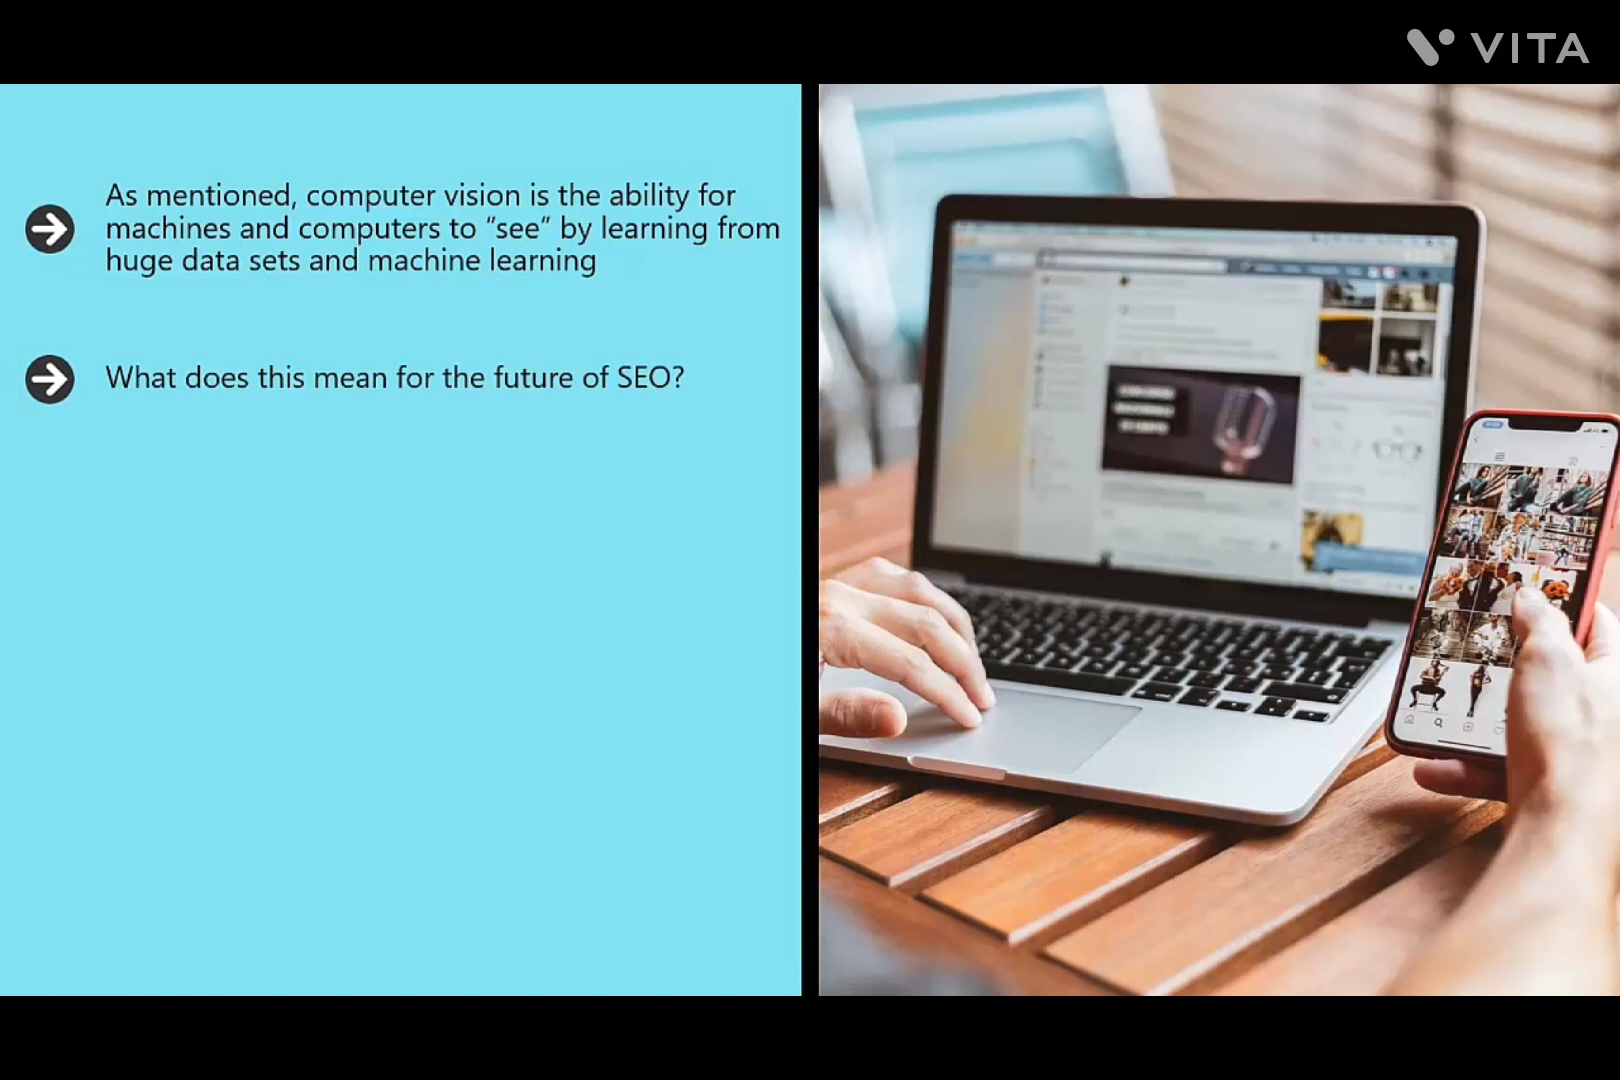 VITA
As mentioned, computer vision is the ability for
machines and computers to “see” by learning from
huge data sets and machine learning
What does this mean for the future of SEO?